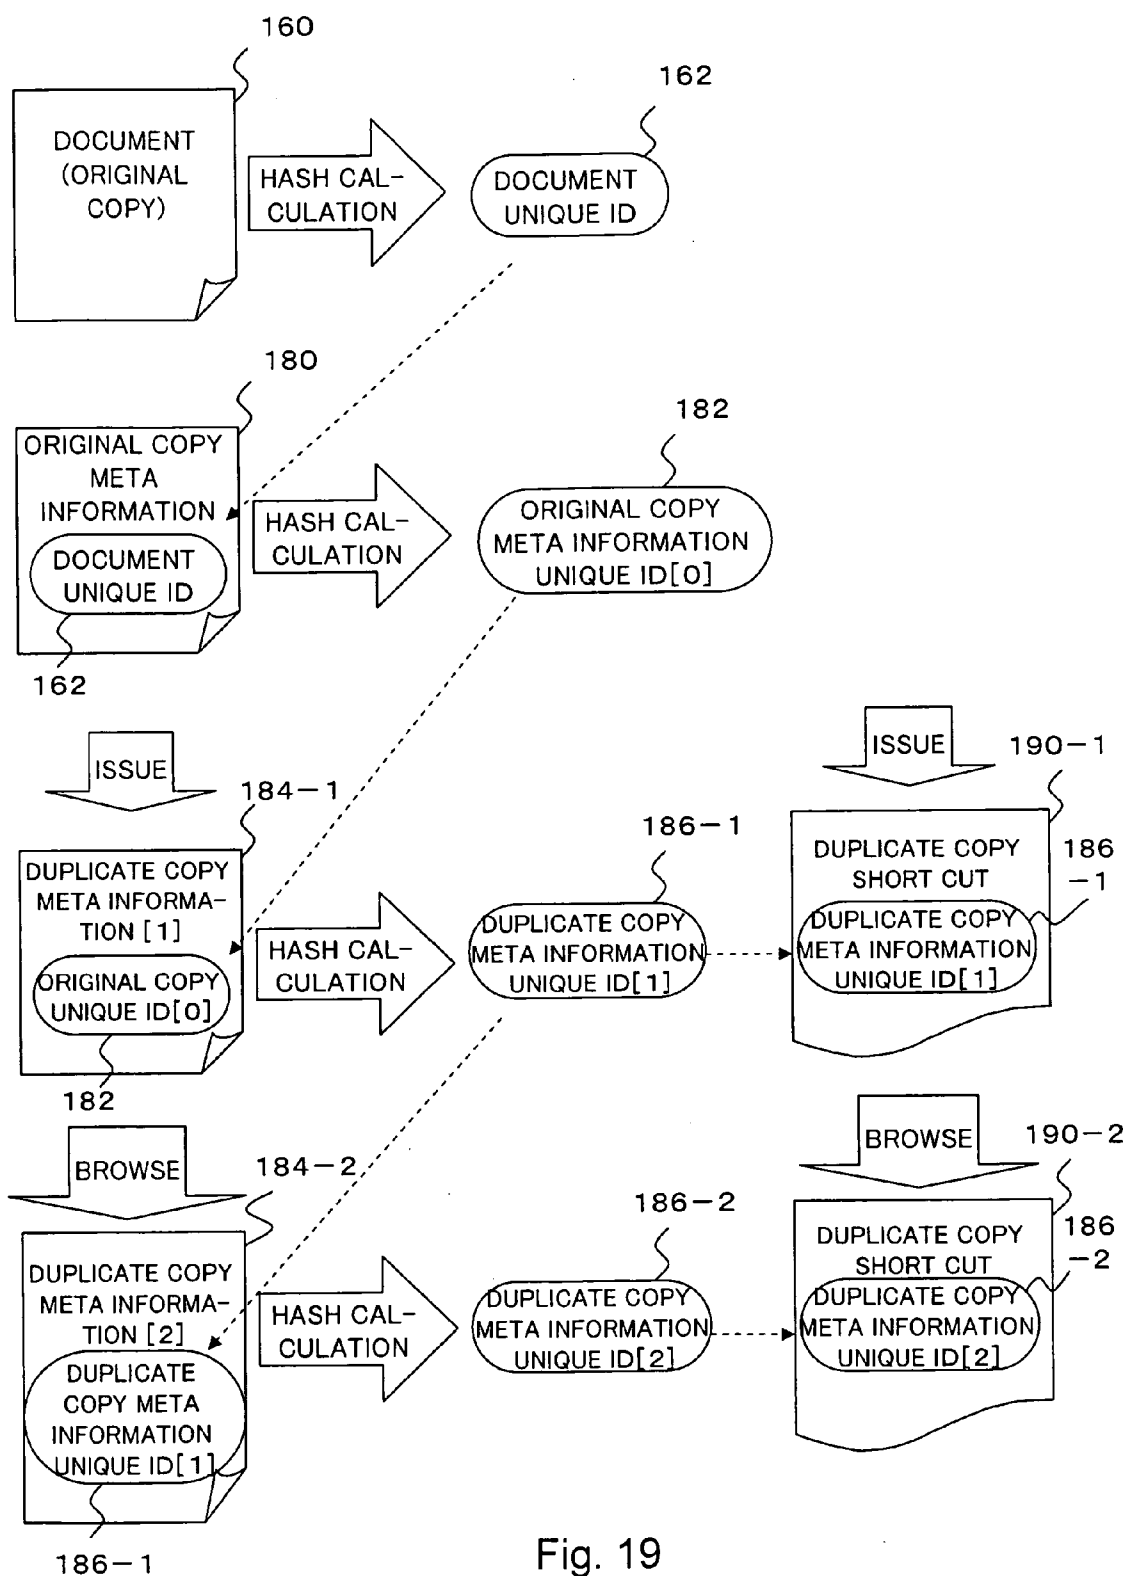 160
DOCUMENT
(ORIGINAL
COPY)
HASH CAL-
CULATION
162
DOCUMENT
UNIQUE ID
180
ORIGINAL COPY
META
INFORMATION
DOCUMENT
UNIQUE ID
162
HASH CAL-
CULATION
182
ORIGINAL COPY
META INFORMATION
UNIQUE ID[0]
ISSUE
184-1
DUPLICATE COPY
META INFORMA-
TION [1]
ORIGINAL COPY
UNIQUE ID[0]
182
HASH CAL-
CULATION
186-1
DUPLICATE COPY
META INFORMATION
UNIQUE ID[1]
ISSUE
190-1
DUPLICATE COPY
SHORT CUT
186
-1
DUPLICATE COPY
META INFORMATION
UNIQUE ID[1]
BROWSE
184-2
DUPLICATE COPY
META INFORMA-
TION [2]
DUPLICATE
COPY META
INFORMATION
UNIQUE ID[1]
186-1
HASH CAL-
CULATION
186-2
DUPLICATE COPY
META INFORMATION
UNIQUE ID[2]
BROWSE
190-2
DUPLICATE COPY
SHORT CUT
186
-2
DUPLICATE COPY
META INFORMATION
UNIQUE ID[2]
Fig. 19